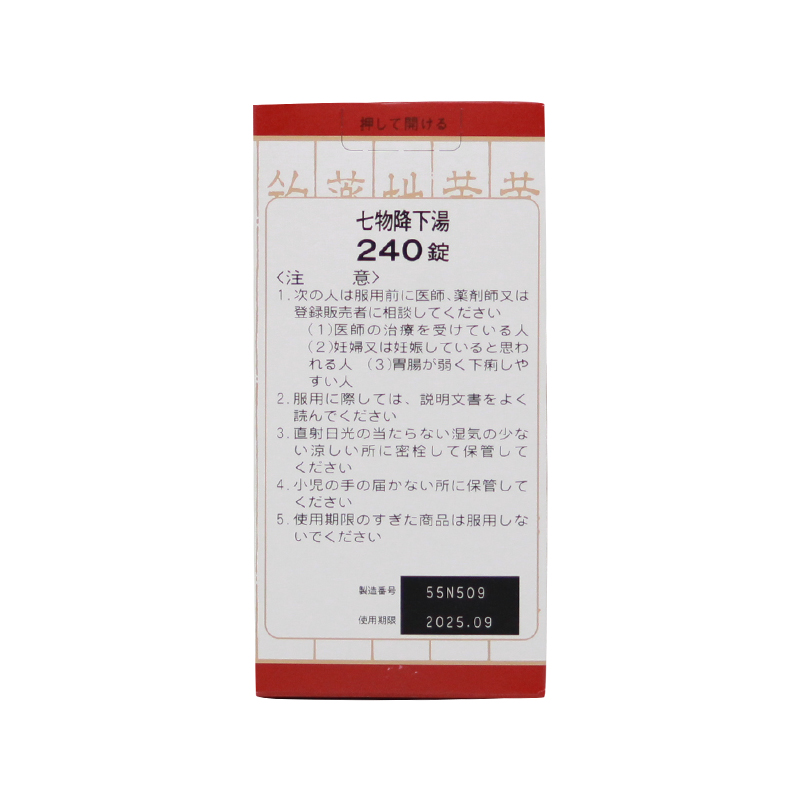 押して開ける
七物降下湯
240錠
〈注　意〉
1.次の人は服用前に医師、薬剤師又は
登録販売者に相談してください
(1)医師の治療を受けている人
(2)妊婦又は妊娠していると思わ
れる人 (3)胃腸が弱く下痢しや
すい人
2.服用に際しては、説明文書をよく
読んでください
3.直射日光の当たらない湿気の少な
い涼しい所に密栓して保管して
ください
4.小児の手の届かない所に保管して
ください
5.使用期限のすぎた商品は服用しな
いでください
製造番号 55N509
使用期限 2025.09